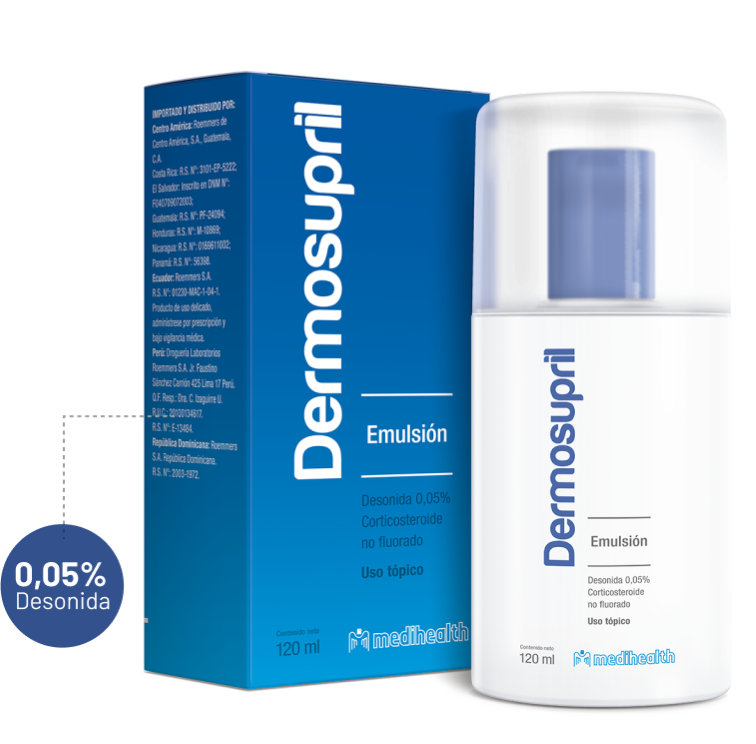 IMPORTADO Y DISTRIBUIDO POR:
Centro América: Roemmers de
Centro América, S.A., Guatemala,
C.A.
Costa Rica: R.S. N°: 3101-EP-5222;
El Salvador: Inscrito en DNM N°:
F040709072003;
Guatemala: R.S. N°: PF-24094;
Honduras: R.S. N°: M-10969;
Nicaragua: R.S. N°: 0169611002;
Panamá: R.S. N°: 56398.
Ecuador: Roemmers S.A.
R.S. N°: 01230-MAC-1-04-1.
Producto de uso delicado,
adminístrese por prescripción y
bajo vigilancia médica.
Perú: Droguería Laboratorios
Roemmers S.A. Jr. Faustino
Sánchez Carrión 425 Lima 17 Perú.
Q.F. Resp.: Dra. C. Izaguirre U.
R.U.C.: 20100134617.
R.S. N°: E-13484.
República Dominicana: Roemmers
S.A. República Dominicana.
R.S. N°: 2003-1972.
Dermosupril
Emulsión
Desonida 0,05%
Corticosteroide
no fluorado
Uso tópico
Contenido neto
120 ml
medihealth
Dermosupril
Emulsión
Desonida 0,05%
Corticosteroide
no fluorado
Uso tópico
Contenido neto
120 ml
medihealth
0,05%
Desonida